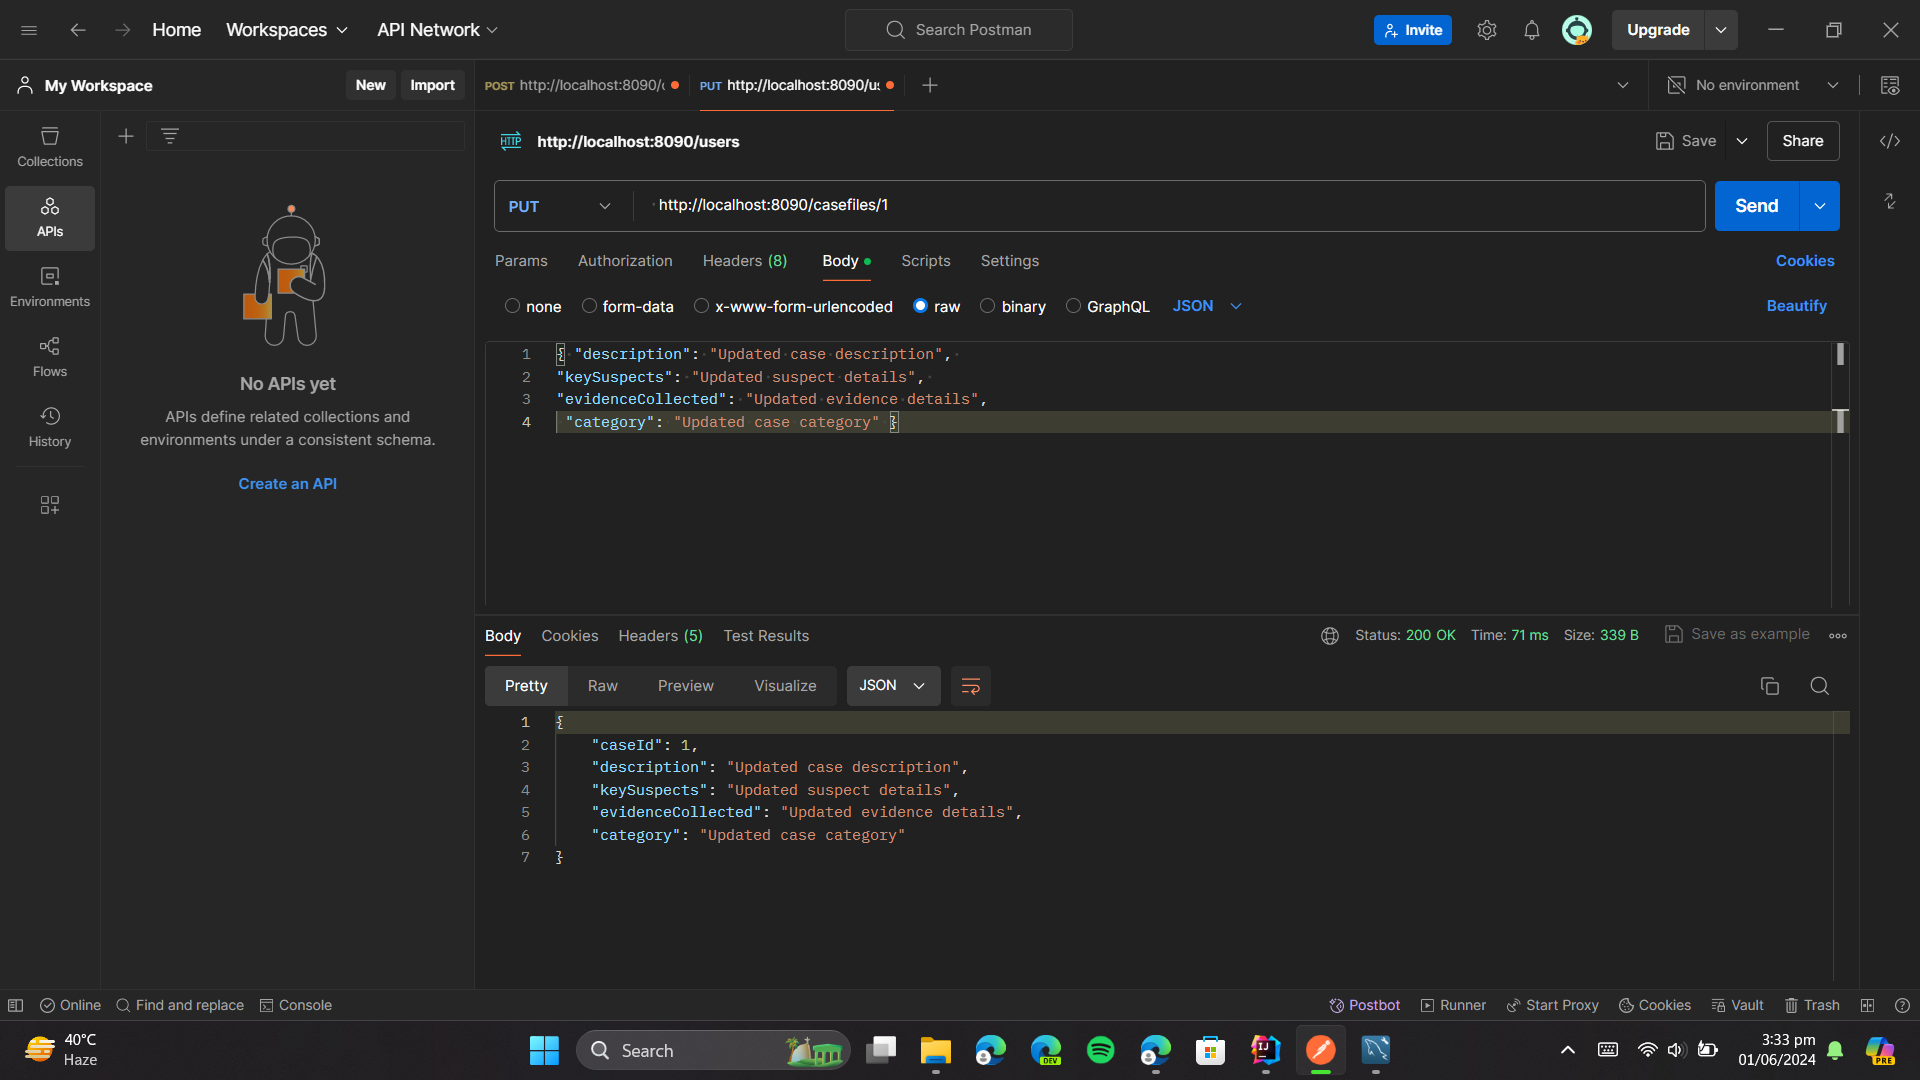 Home Workspaces API Network Search Postman Invite Upgrade
My Workspace New Import POST http://localhost:8090/ PUT http://localhost:8090/us No environment
Collections
APIs
Environments
Flows
History
No APIs yet
APIs define related collections and
environments under a consistent schema.
Create an API
HTTP http://localhost:8090/users Save Share
PUT http://localhost:8090/casefiles/1 Send
Params Authorization Headers (8) Body Scripts Settings Cookies
none form-data x-www-form-urlencoded raw binary GraphQL JSON Beautify
1 { "description": "Updated case description",
2 "keySuspects": "Updated suspect details",
3 "evidenceCollected": "Updated evidence details",
4 "category": "Updated case category" }
Body Cookies Headers (5) Test Results Status: 200 OK Time: 71 ms Size: 339 B Save as example
Pretty Raw Preview Visualize JSON
1 {
2 "caseId": 1,
3 "description": "Updated case description",
4 "keySuspects": "Updated suspect details",
5 "evidenceCollected": "Updated evidence details",
6 "category": "Updated case category"
7 }
Online Find and replace Console Postbot Runner Start Proxy Cookies Vault Trash
40°C
Haze
Search
DEV
IJ
3:33 pm
01/06/2024
PRE